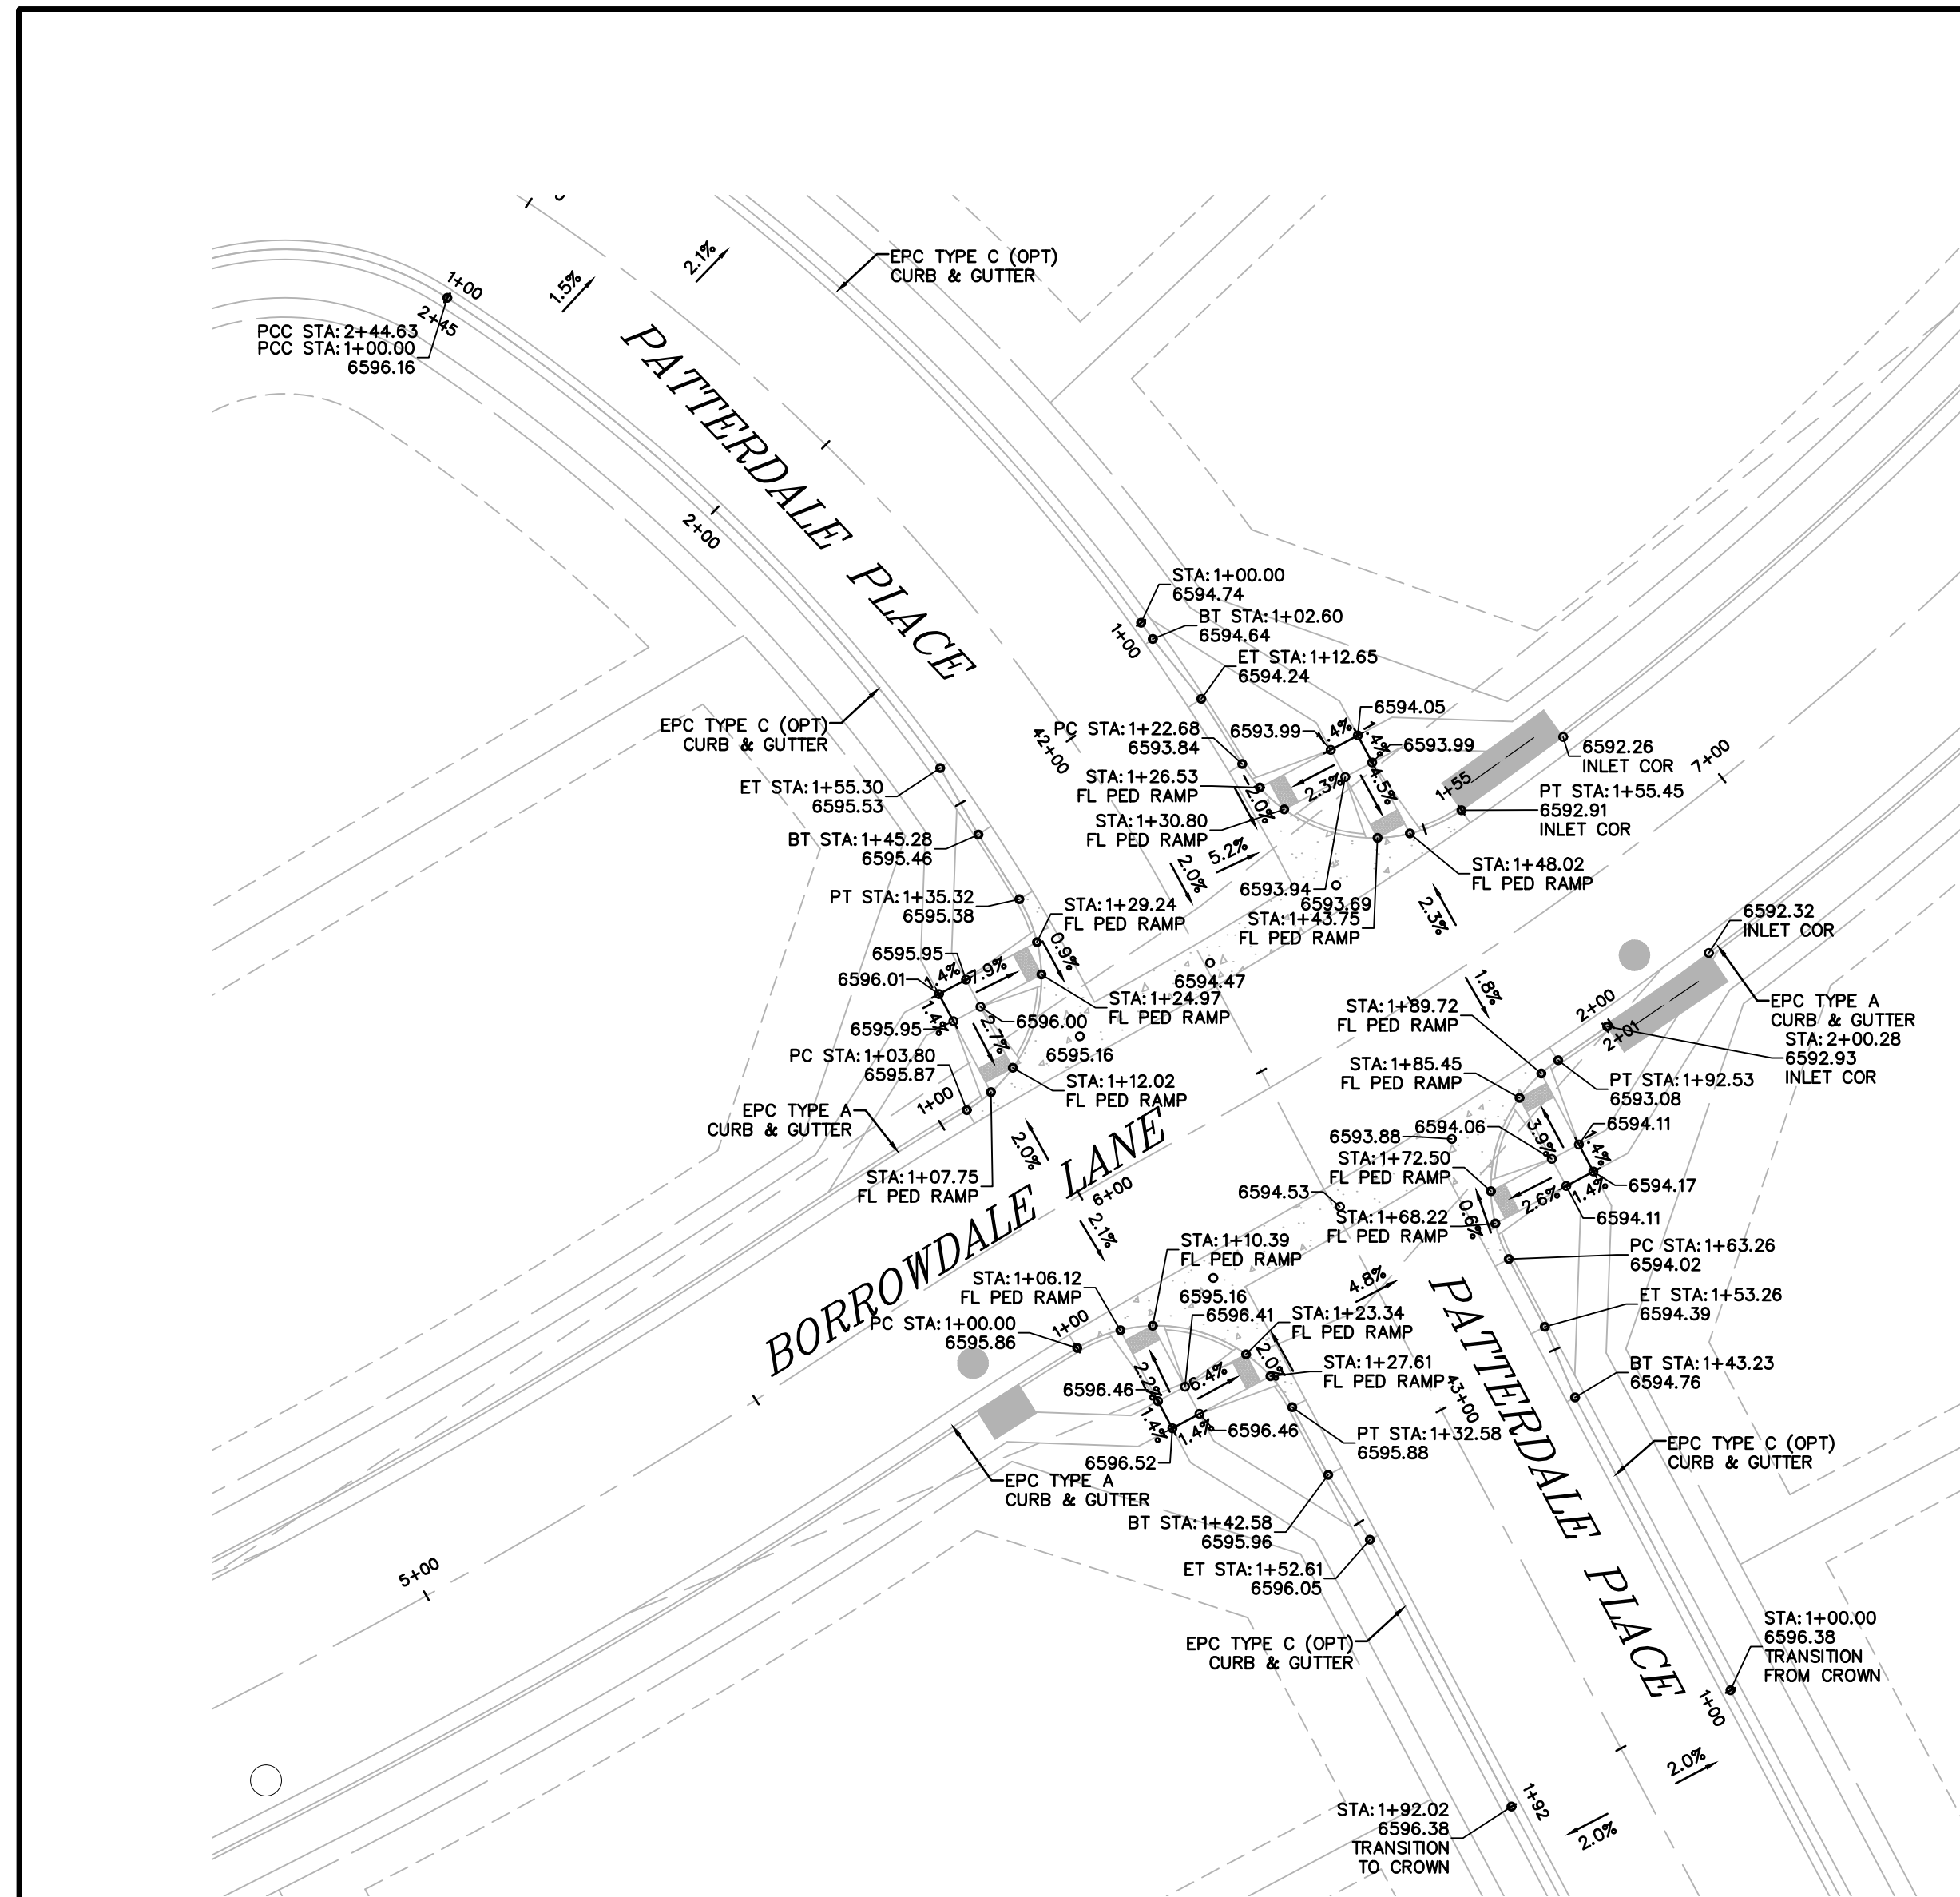 2.1%
1.5%
EPC TYPE C (OPT)
CURB & GUTTER
1+00
2+45
PCC STA:2+44.63
PCC STA:1+00.00
6596.16
PATTERDALE PLACE
2+00
STA:1+00.00
6594.74
1+00
BT STA:1+02.60
6594.64
ET STA:1+12.65
6594.24
EPC TYPE C (OPT)
CURB & GUTTER
42+00
PC STA:1+22.68
6593.84
6593.99
6594.05
.4%
1.4%
6593.99
6592.26
INLET COR
7+00
ET STA:1+55.30
6595.53
STA:1+26.53
FL PED RAMP
2.3%
4.5%
2.0%
1+55
PT STA:1+55.45
6592.91
INLET COR
STA:1+30.80
FL PED RAMP
BT STA:1+45.28
6595.46
2.0%
5.2%
STA:1+48.02
FL PED RAMP
6593.94
6593.69
STA:1+43.75
FL PED RAMP
2.3%
PT STA:1+35.32
6595.38
STA:1+29.24
FL PED RAMP
0.9%
6592.32
INLET COR
6595.95
6596.01
1.4%
7.9%
6594.47
1.8%
STA:1+24.97
FL PED RAMP
STA:1+89.72
FL PED RAMP
2+00
2+01
EPC TYPE A
CURB & GUTTER
STA:2+00.28
6592.93
INLET COR
1.4%
6595.95
6596.00
2.7%
6595.16
PC STA:1+03.80
6595.87
STA:1+12.02
FL PED RAMP
STA:1+85.45
FL PED RAMP
PT STA:1+92.53
6593.08
1+00
EPC TYPE A
CURB & GUTTER
2.0%
6593.88
6594.06
3.9%
6594.11
1.4%
STA:1+72.50
FL PED RAMP
STA:1+07.75
FL PED RAMP
6+00
BORROWDALE LANE
6594.53
2.6%
1.4%
6594.17
6594.11
STA:1+68.22
FL PED RAMP
0.6%
2.1%
STA:1+10.39
FL PED RAMP
PC STA:1+63.26
6594.02
STA:1+06.12
FL PED RAMP
6595.16
6596.41
4.8%
ET STA:1+53.26
6594.39
PC STA:1+00.00
6595.86
1+00
STA:1+23.34
FL PED RAMP
2.0%
STA:1+27.61
FL PED RAMP
PATTERDALE PLACE
6596.46
2.2%
6.4%
43+00
BT STA:1+43.23
6594.76
1.4%
1.4%
6596.46
6596.52
PT STA:1+32.58
6595.88
EPC TYPE C (OPT)
CURB & GUTTER
EPC TYPE A
CURB & GUTTER
BT STA:1+42.58
6595.96
5+00
ET STA:1+52.61
6596.05
EPC TYPE C (OPT)
CURB & GUTTER
STA:1+00.00
6596.38
TRANSITION
FROM CROWN
1+00
2.0%
1+92
STA:1+92.02
6596.38
TRANSITION
TO CROWN
2.0%